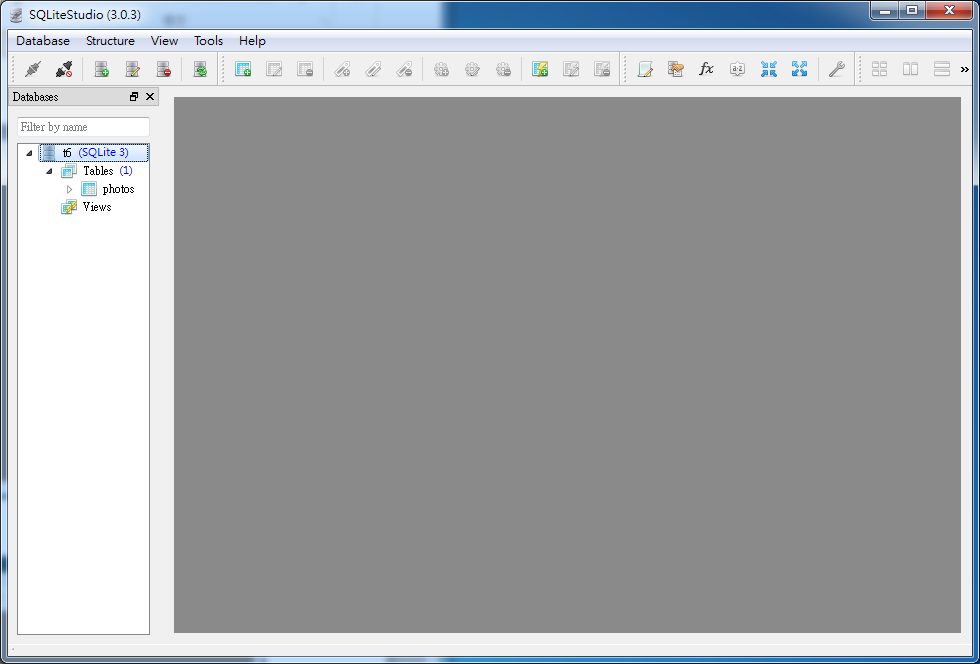 SQLiteStudio (3.0.3)
Database Structure View Tools Help
fx a-z »
Databases
Filter by name
t6 (SQLite 3)
Tables (1)
photos
Views